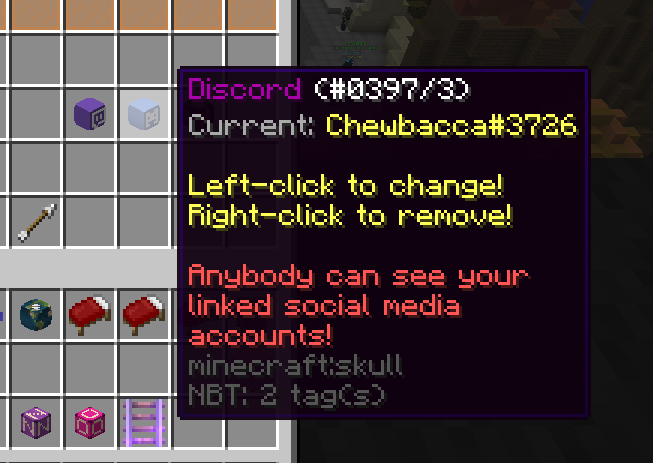 Discord (#0397/3)
Current: Chewbacca#3726
Left-click to change!
Right-click to remove!
Anybody can see your
linked social media
accounts!
minecraft:skull
NBT: 2 tag(s)